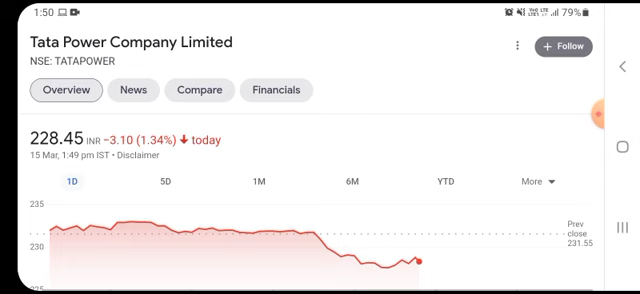 1:50 79%
Tata Power Company Limited
+ Follow
NSE: TATAPOWER
Overview News Compare Financials
228.45 INR −3.10 (1.34%) ↓ today
15 Mar, 1:49 pm IST • Disclaimer
1D 5D 1M 6M YTD More
235
230
Prev
close
231.55